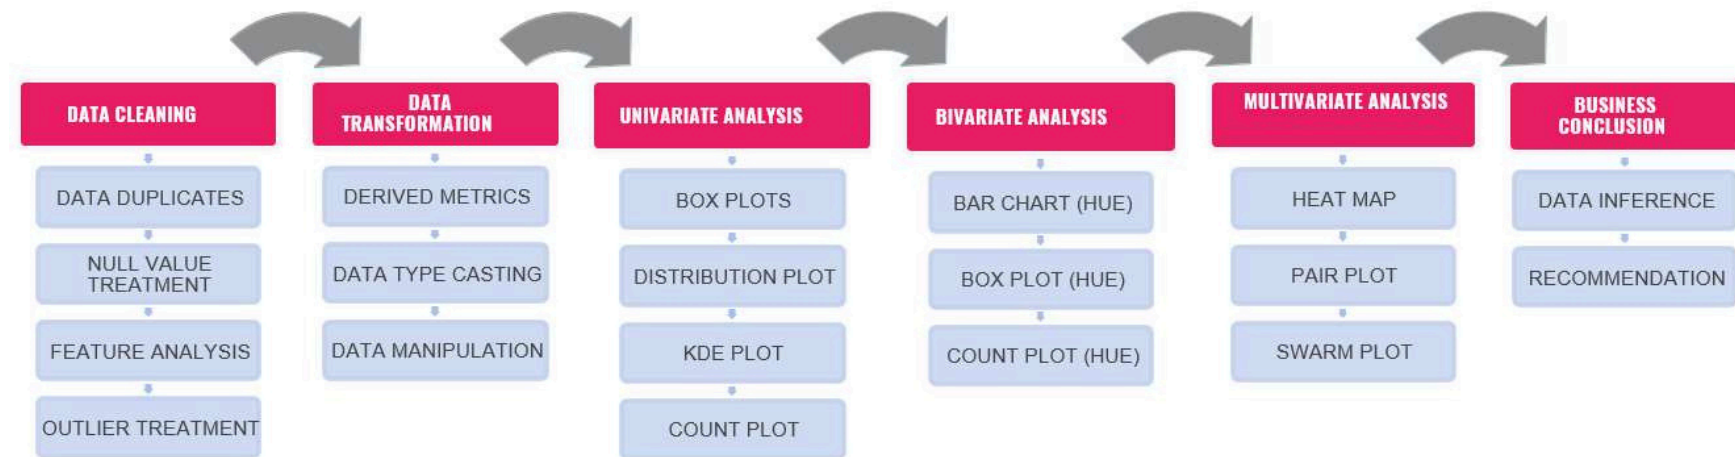 DATA CLEANING
DATA DUPLICATES
NULL VALUE
TREATMENT
FEATURE ANALYSIS
OUTLIER TREATMENT
DATA
TRANSFORMATION
DERIVED METRICS
DATA TYPE CASTING
DATA MANIPULATION
UNIVARIATE ANALYSIS
BOX PLOTS
DISTRIBUTION PLOT
KDE PLOT
COUNT PLOT
BIVARIATE ANALYSIS
BAR CHART (HUE)
BOX PLOT (HUE)
COUNT PLOT (HUE)
MULTIVARIATE ANALYSIS
HEAT MAP
PAIR PLOT
SWARM PLOT
BUSINESS
CONCLUSION
DATA INFERENCE
RECOMMENDATION